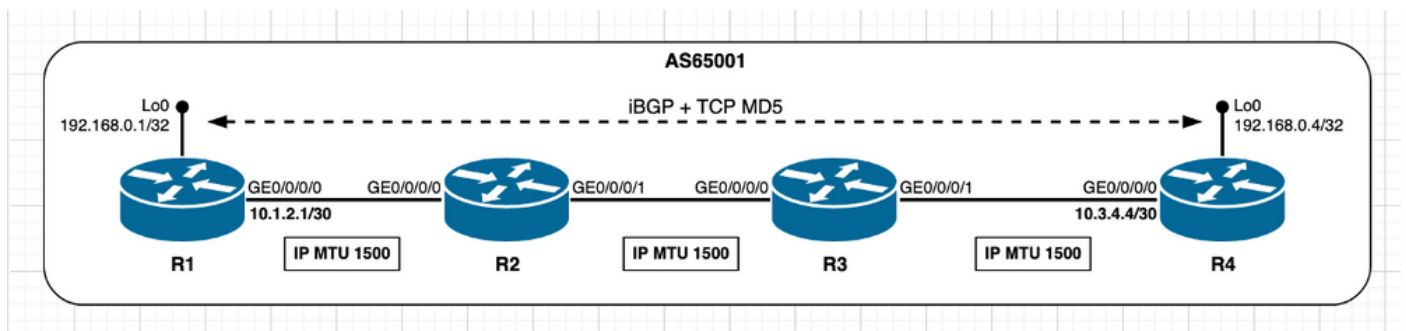 AS65001
iBGP + TCP MD5
Lo0
192.168.0.1/32
Lo0
192.168.0.4/32
GE0/0/0/0
GE0/0/0/0
GE0/0/0/1
GE0/0/0/0
GE0/0/0/1
GE0/0/0/0
10.1.2.1/30
10.3.4.4/30
IP MTU 1500
IP MTU 1500
IP MTU 1500
R1
R2
R3
R4